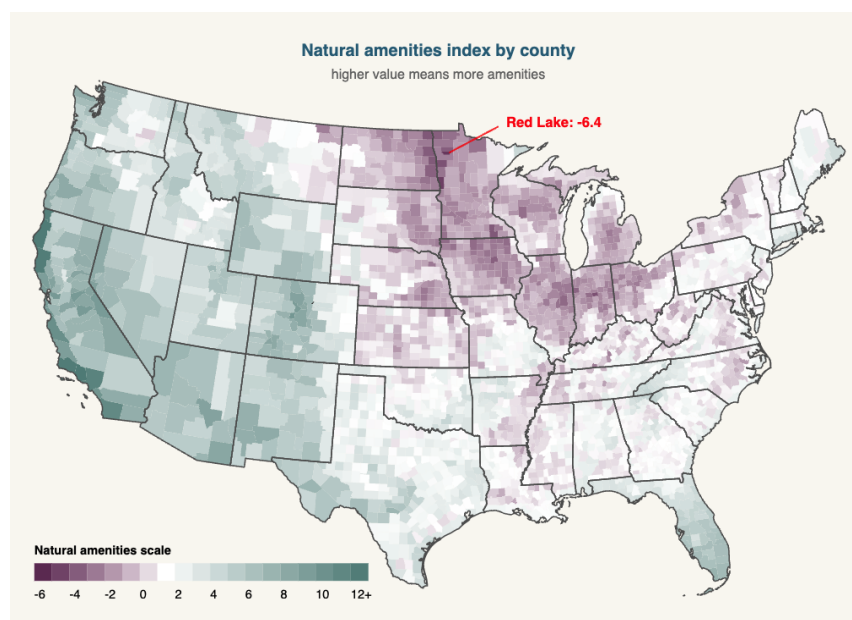 Natural amenities index by county
higher value means more amenities
Red Lake: -6.4
Natural amenities scale
-6 -4 -2 0 2 4 6 8 10 12+